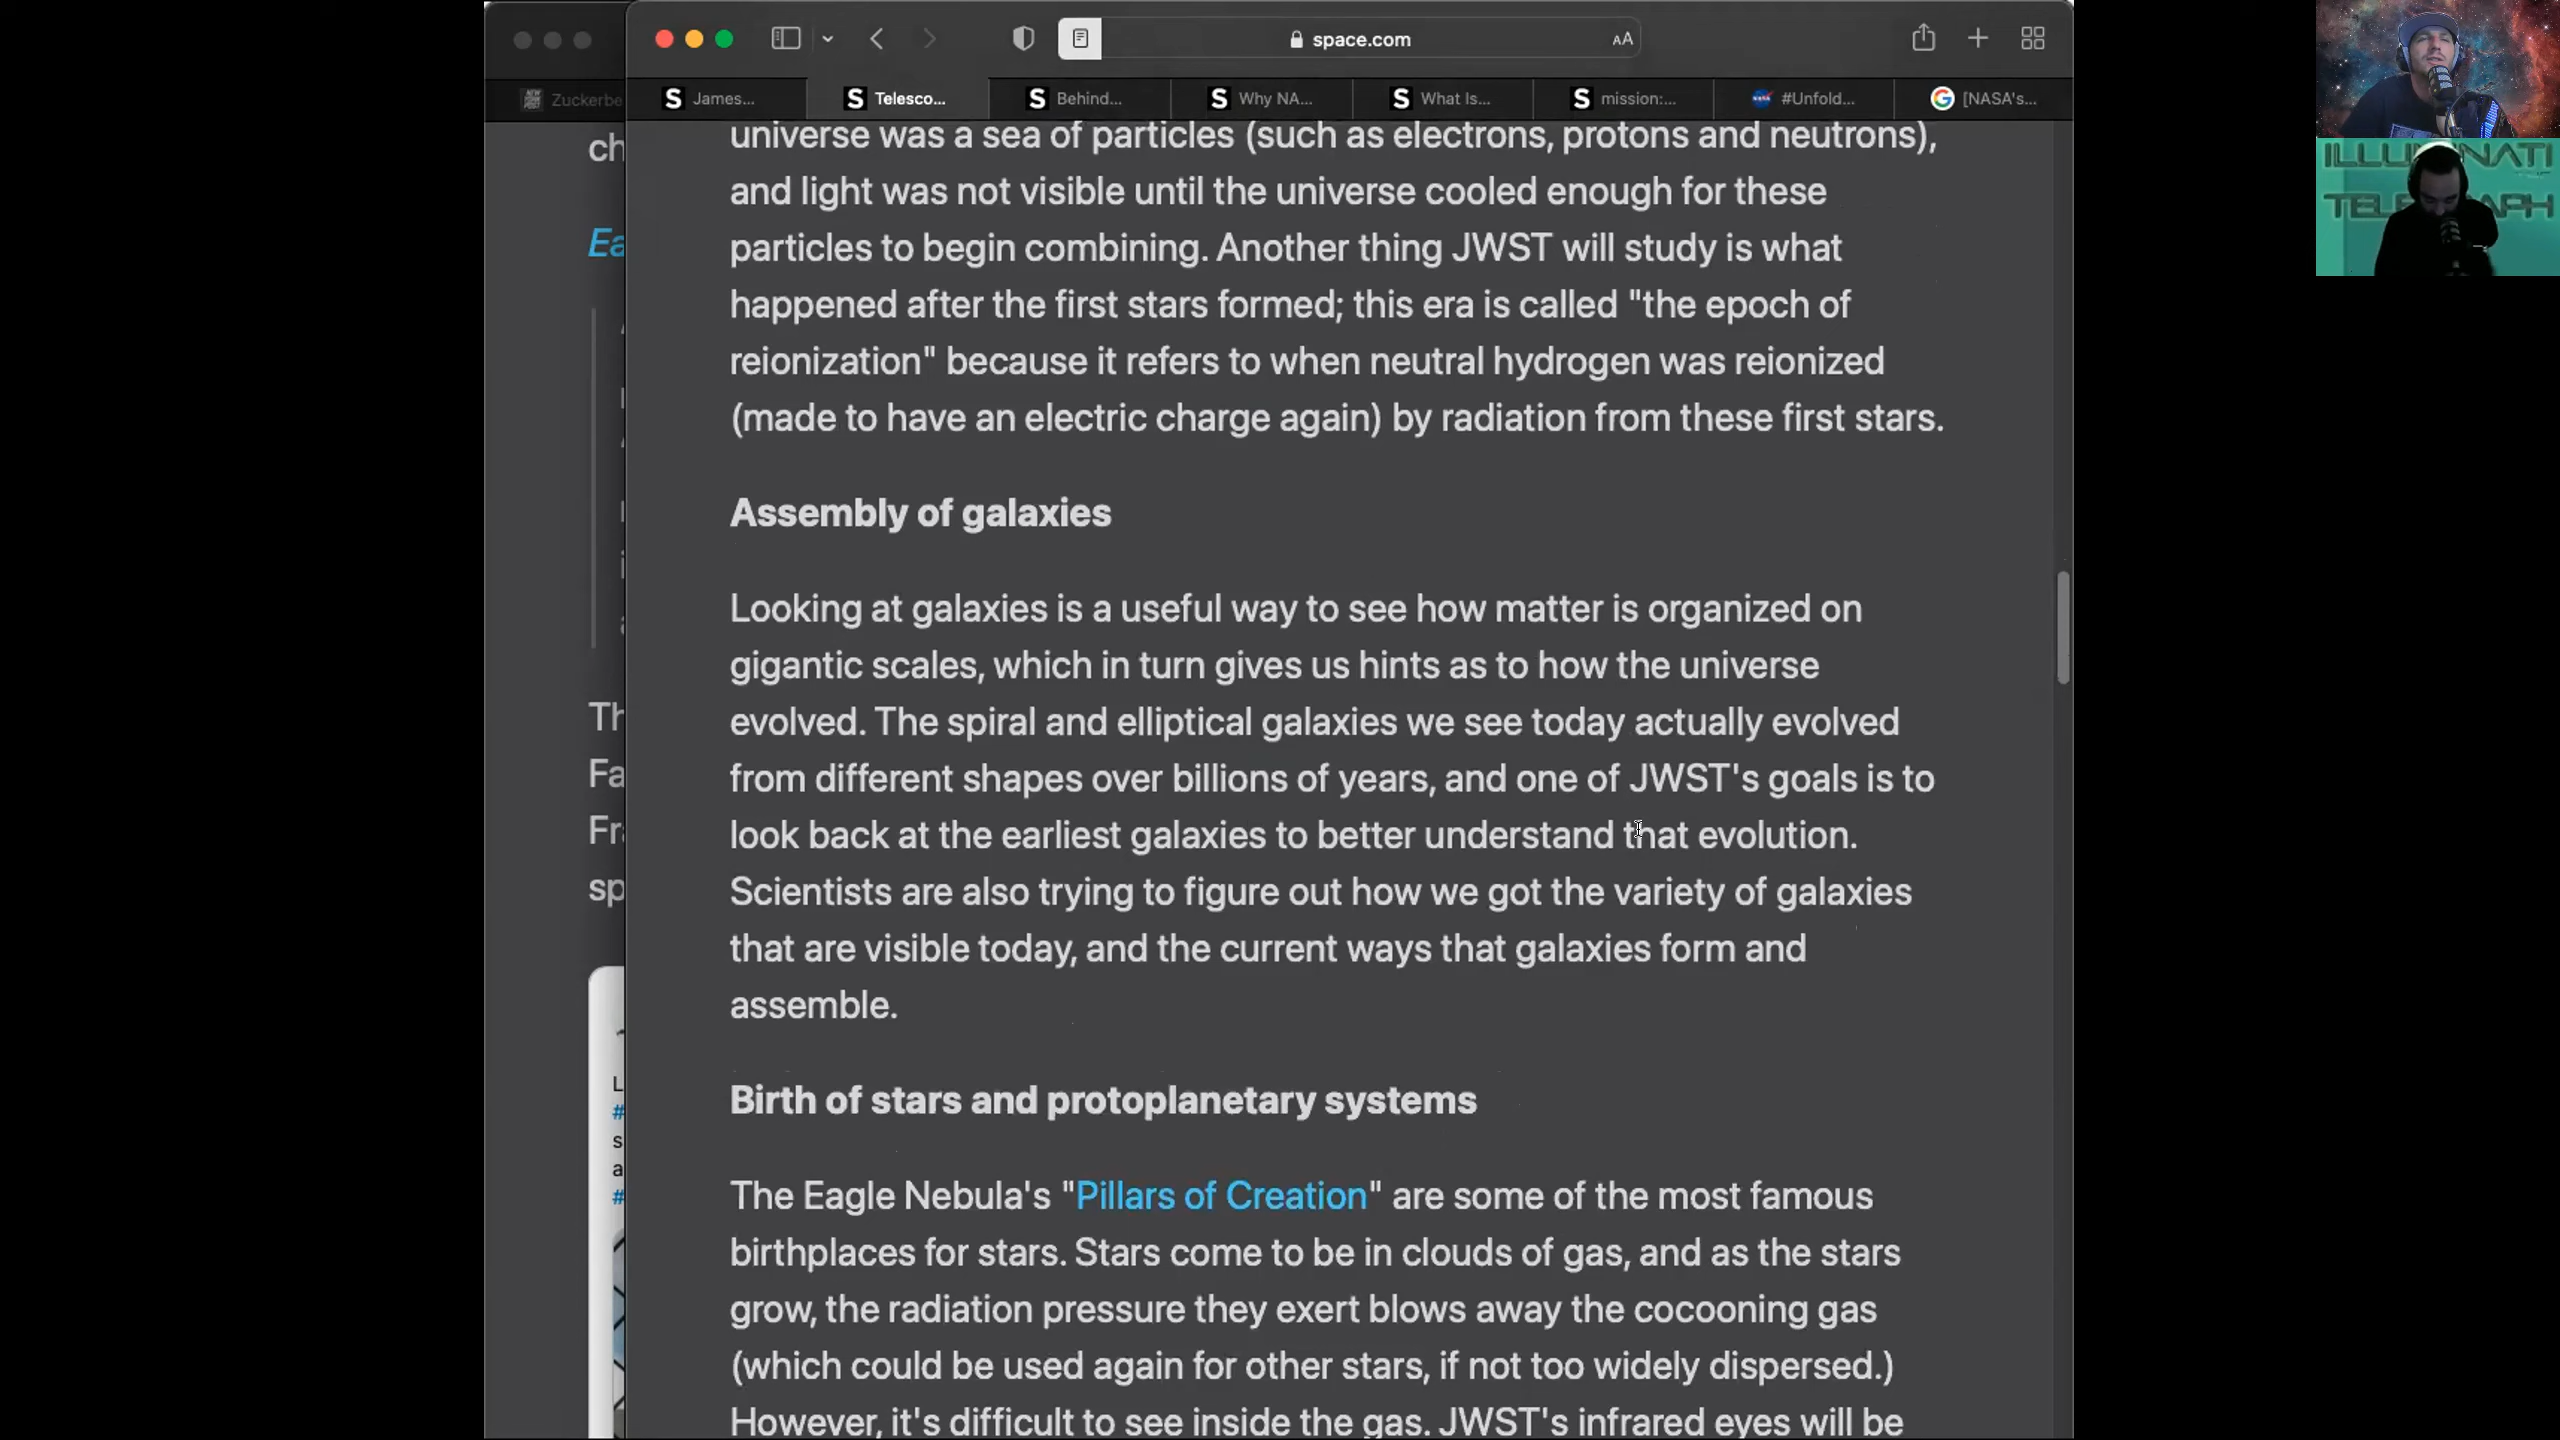 space.com
AA
Zuckerbe
James...
Telesco...
Behind...
Why NA...
What Is...
mission:...
#Unfold...
[NASA's...
ch
Ea
Th
Fa
Fr
sp
L
#
s
a
#
universe was a sea of particles (such as electrons, protons and neutrons),
and light was not visible until the universe cooled enough for these
particles to begin combining. Another thing JWST will study is what
happened after the first stars formed; this era is called "the epoch of
reionization" because it refers to when neutral hydrogen was reionized
(made to have an electric charge again) by radiation from these first stars.
Assembly of galaxies
Looking at galaxies is a useful way to see how matter is organized on
gigantic scales, which in turn gives us hints as to how the universe
evolved. The spiral and elliptical galaxies we see today actually evolved
from different shapes over billions of years, and one of JWST's goals is to
look back at the earliest galaxies to better understand that evolution.
Scientists are also trying to figure out how we got the variety of galaxies
that are visible today, and the current ways that galaxies form and
assemble.
Birth of stars and protoplanetary systems
The Eagle Nebula's "Pillars of Creation" are some of the most famous
birthplaces for stars. Stars come to be in clouds of gas, and as the stars
grow, the radiation pressure they exert blows away the cocooning gas
(which could be used again for other stars, if not too widely dispersed.)
However, it's difficult to see inside the gas. JWST's infrared eyes will be